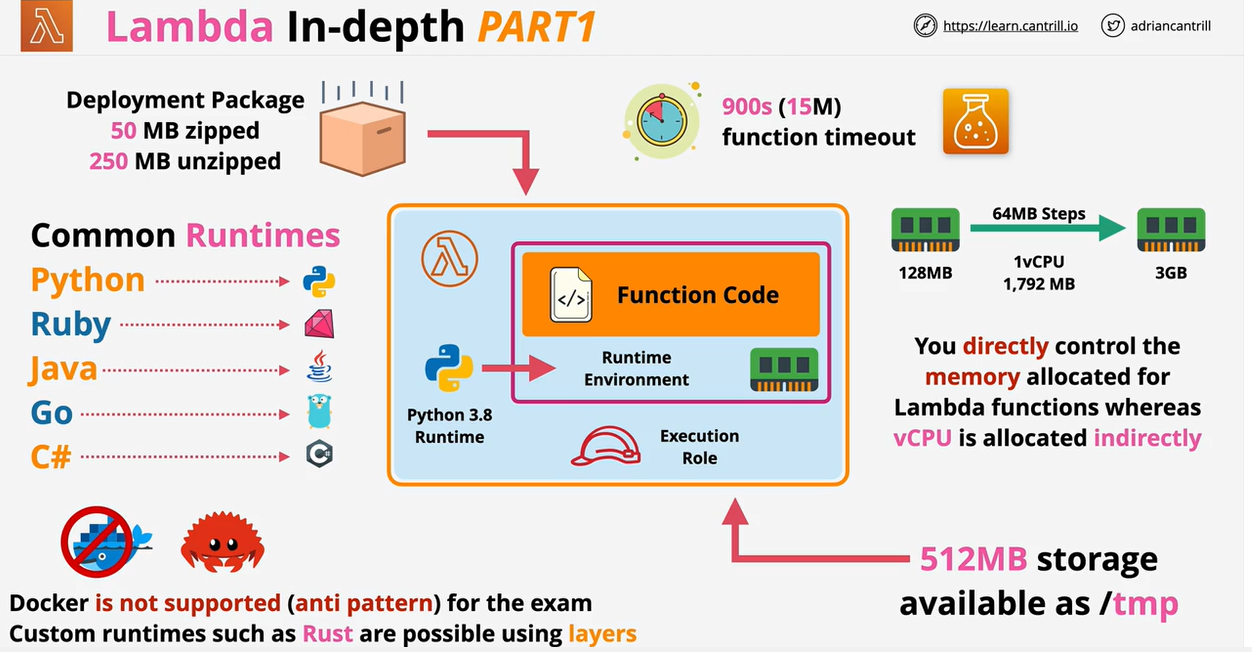 Lambda In-depth PART1
https://learn.cantrill.io
adriancantrill
Deployment Package
50 MB zipped
250 MB unzipped
900s (15M)
function timeout
Common Runtimes
Python
Ruby
Java
Go
C#
</>
Function Code
Runtime
Environment
Python 3.8
Runtime
Execution
Role
64MB Steps
128MB
1vCPU
1,792 MB
3GB
You directly control the
memory allocated for
Lambda functions whereas
vCPU is allocated indirectly
512MB storage
available as /tmp
Docker is not supported (anti pattern) for the exam
Custom runtimes such as Rust are possible using layers